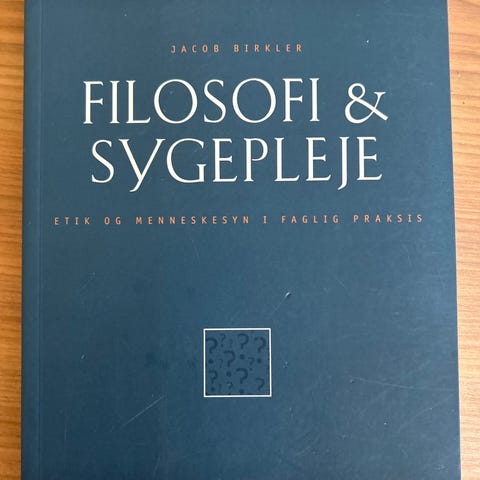 JACOB BIRKLER
FILOSOFI &
SYGEPLEJE
ETIK OG MENNESKESYN I FAGLIG PRAKSIS